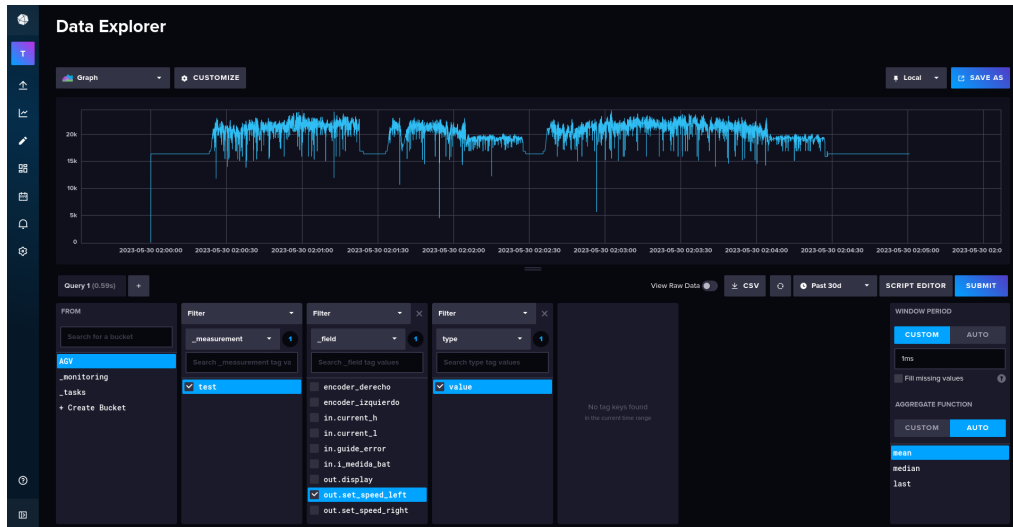 Data Explorer
T
Graph
CUSTOMIZE
Local
SAVE AS
20k
15k
10k
5k
0
2023-05-30 02:00:00 2023-05-30 02:00:30 2023-05-30 02:01:00 2023-05-30 02:01:30 2023-05-30 02:02:00 2023-05-30 02:02:30 2023-05-30 02:03:00 2023-05-30 02:03:30 2023-05-30 02:04:00 2023-05-30 02:04:30 2023-05-30 02:05:00 2023-05-30 02:0
Query 1 (0.59s)
+
View Raw Data
CSV
Past 30d
SCRIPT EDITOR
SUBMIT
FROM
Search for a bucket
AGV
_monitoring
_tasks
+ Create Bucket
Filter
_measurement
1
Search _measurement tag va
test
Filter
_field
1
Search _field tag values
encoder_derecho
encoder_izquierdo
in.current_h
in.current_l
in.guide_error
in.i_medida_bat
out.display
out.set_speed_left
out.set_speed_right
Filter
type
1
Search type tag values
value
No tag keys found
in the current time range
WINDOW PERIOD
CUSTOM
AUTO
1ms
Fill missing values
?
AGGREGATE FUNCTION
CUSTOM
AUTO
mean
median
last